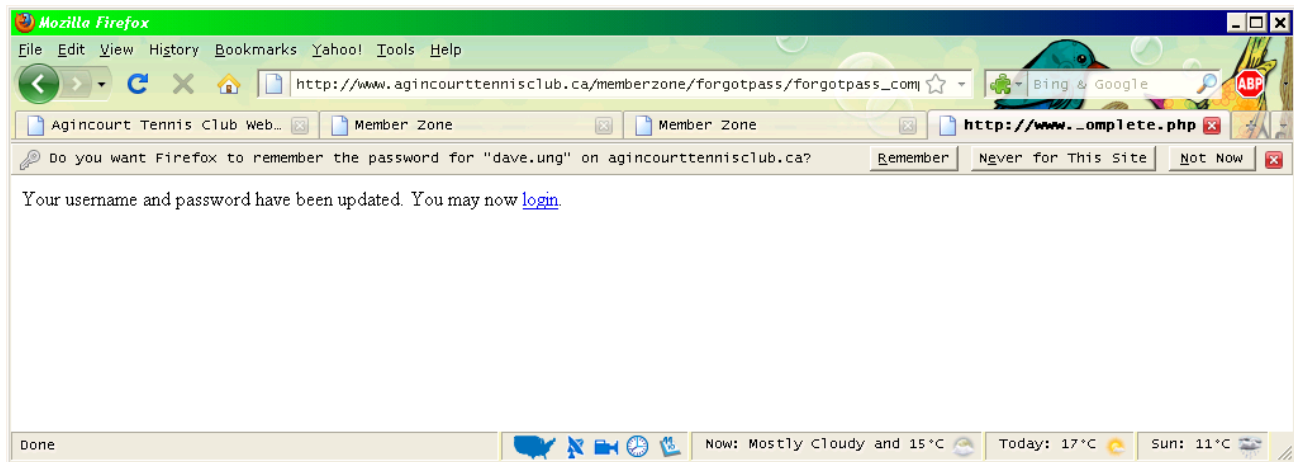 Mozilla Firefox
File Edit View History Bookmarks Yahoo! Tools Help
http://www.agincourttennisclub.ca/memberzone/forgotpass/forgotpass_com Bing & Google ABP
Agincourt Tennis Club Web… Member Zone Member Zone http://www._omplete.php
Do you want Firefox to remember the password for "dave.ung" on agincourttennisclub.ca? Remember Never for This Site Not Now
Your username and password have been updated. You may now login.
Done Now: Mostly Cloudy and 15°C Today: 17°C Sun: 11°C